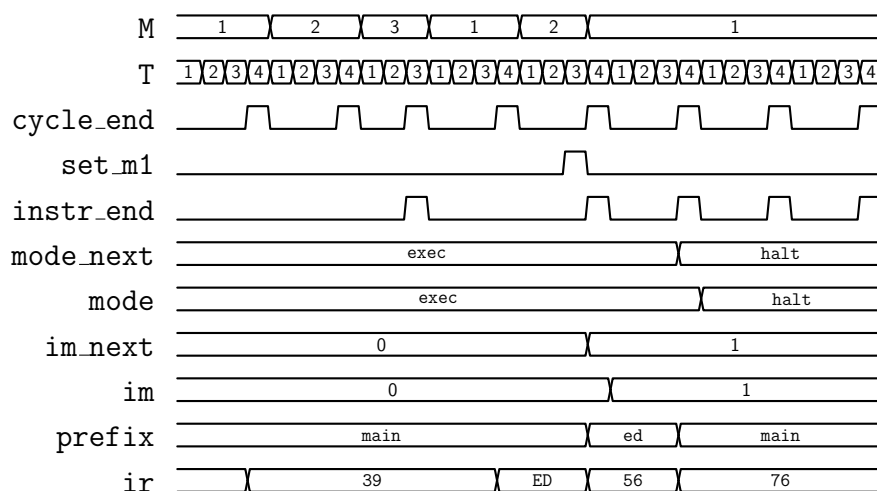 M 1 2 3 1 2 1
T 1 2 3 4 1 2 3 4 1 2 3 1 2 3 4 1 2 3 4 1 2 3 4 1 2 3 4 1 2 3 4
cycle_end
set_m1
instr_end
mode_next exec halt
mode exec halt
im_next 0 1
im 0 1
prefix main ed main
ir 39 ED 56 76